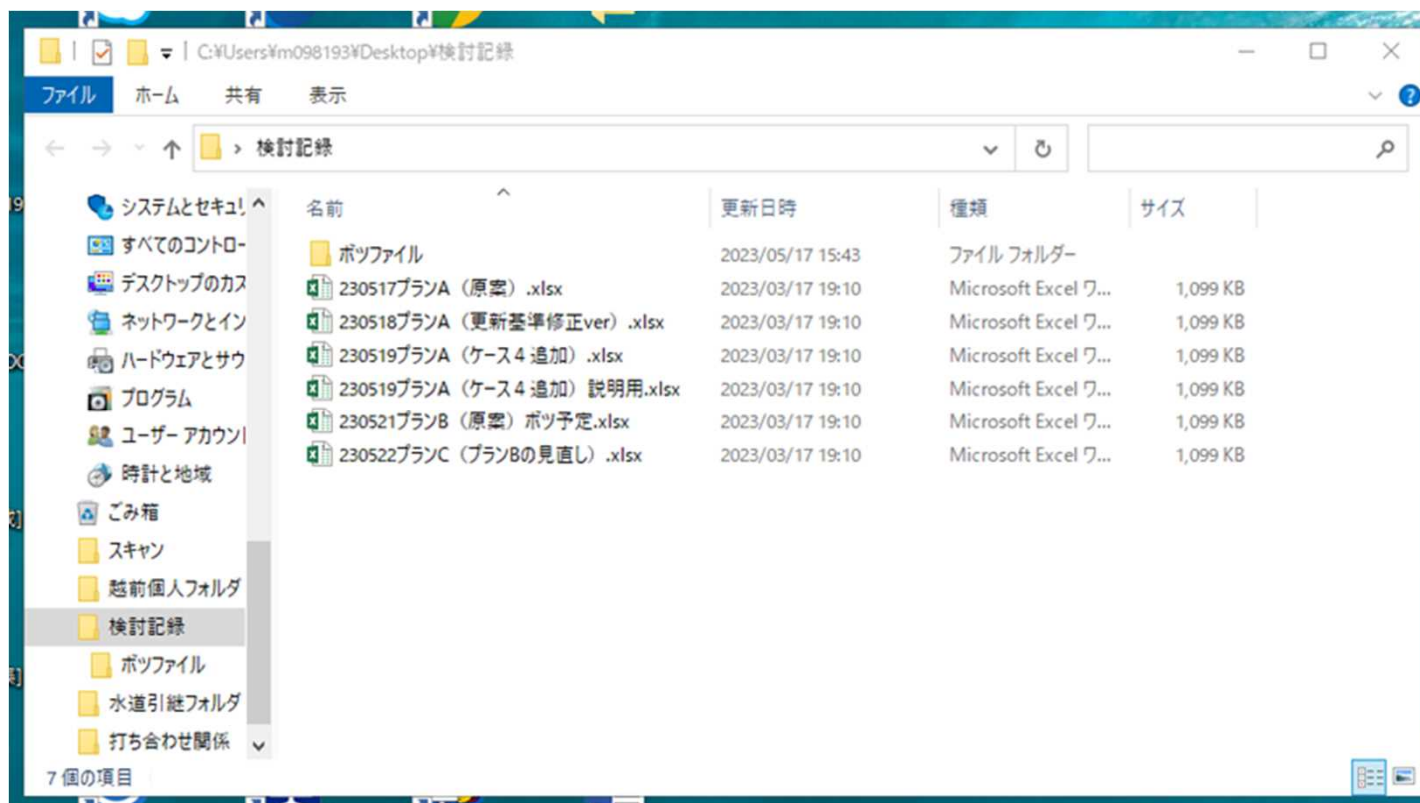 C:¥Users¥m098193¥Desktop¥検討記録
ファイル ホーム 共有 表示
検討記録
名前 更新日時 種類 サイズ
システムとセキュリ
すべてのコントロー
デスクトップのカス
ネットワークとイン
ハードウェアとサウ
プログラム
ユーザー アカウント
時計と地域
ごみ箱
スキャン
越前個人フォルダ
検討記録
ボツファイル
水道引継フォルダ
打ち合わせ関係
ボツファイル 2023/05/17 15:43 ファイル フォルダー
230517プランA（原案）.xlsx 2023/03/17 19:10 Microsoft Excel ワ... 1,099 KB
230518プランA（更新基準修正ver）.xlsx 2023/03/17 19:10 Microsoft Excel ワ... 1,099 KB
230519プランA（ケース４追加）.xlsx 2023/03/17 19:10 Microsoft Excel ワ... 1,099 KB
230519プランA（ケース４追加）説明用.xlsx 2023/03/17 19:10 Microsoft Excel ワ... 1,099 KB
230521プランB（原案）ボツ予定.xlsx 2023/03/17 19:10 Microsoft Excel ワ... 1,099 KB
230522プランC（プランBの見直し）.xlsx 2023/03/17 19:10 Microsoft Excel ワ... 1,099 KB
7 個の項目